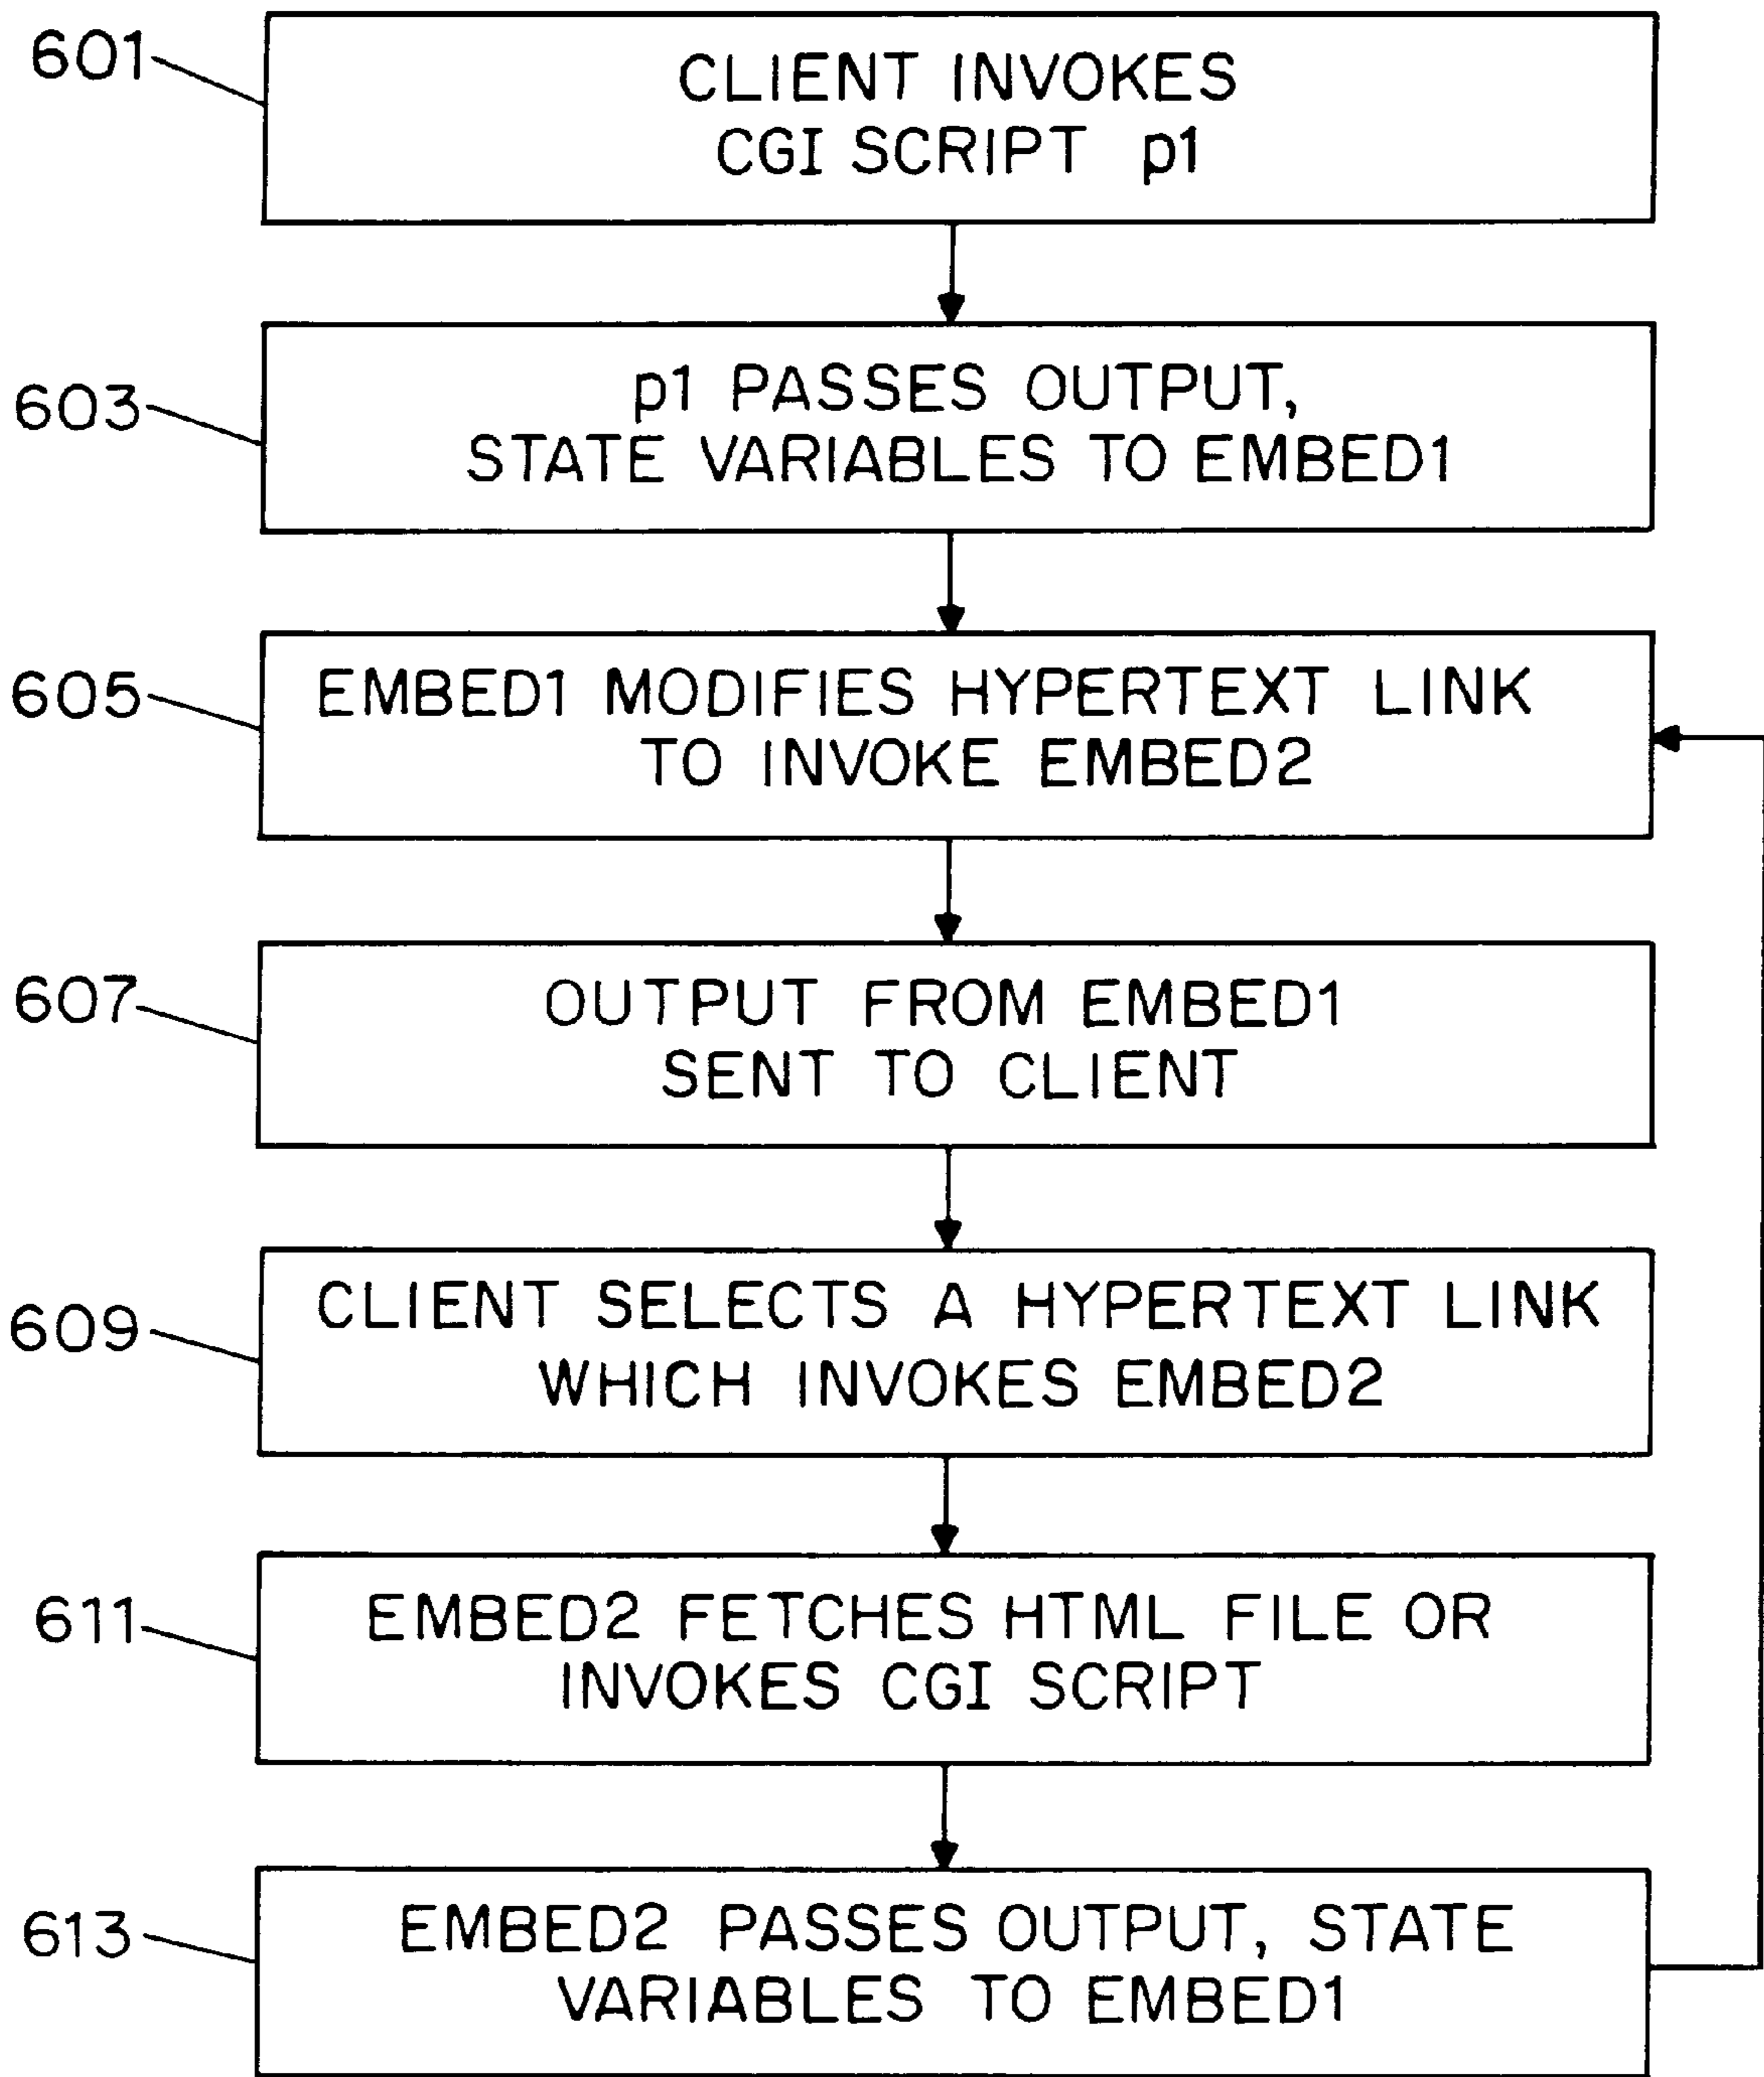 601
CLIENT INVOKES
CGI SCRIPT p1
603
p1 PASSES OUTPUT,
STATE VARIABLES TO EMBED1
605
EMBED1 MODIFIES HYPERTEXT LINK
TO INVOKE EMBED2
607
OUTPUT FROM EMBED1
SENT TO CLIENT
609
CLIENT SELECTS A HYPERTEXT LINK
WHICH INVOKES EMBED2
611
EMBED2 FETCHES HTML FILE OR
INVOKES CGI SCRIPT
613
EMBED2 PASSES OUTPUT, STATE
VARIABLES TO EMBED1